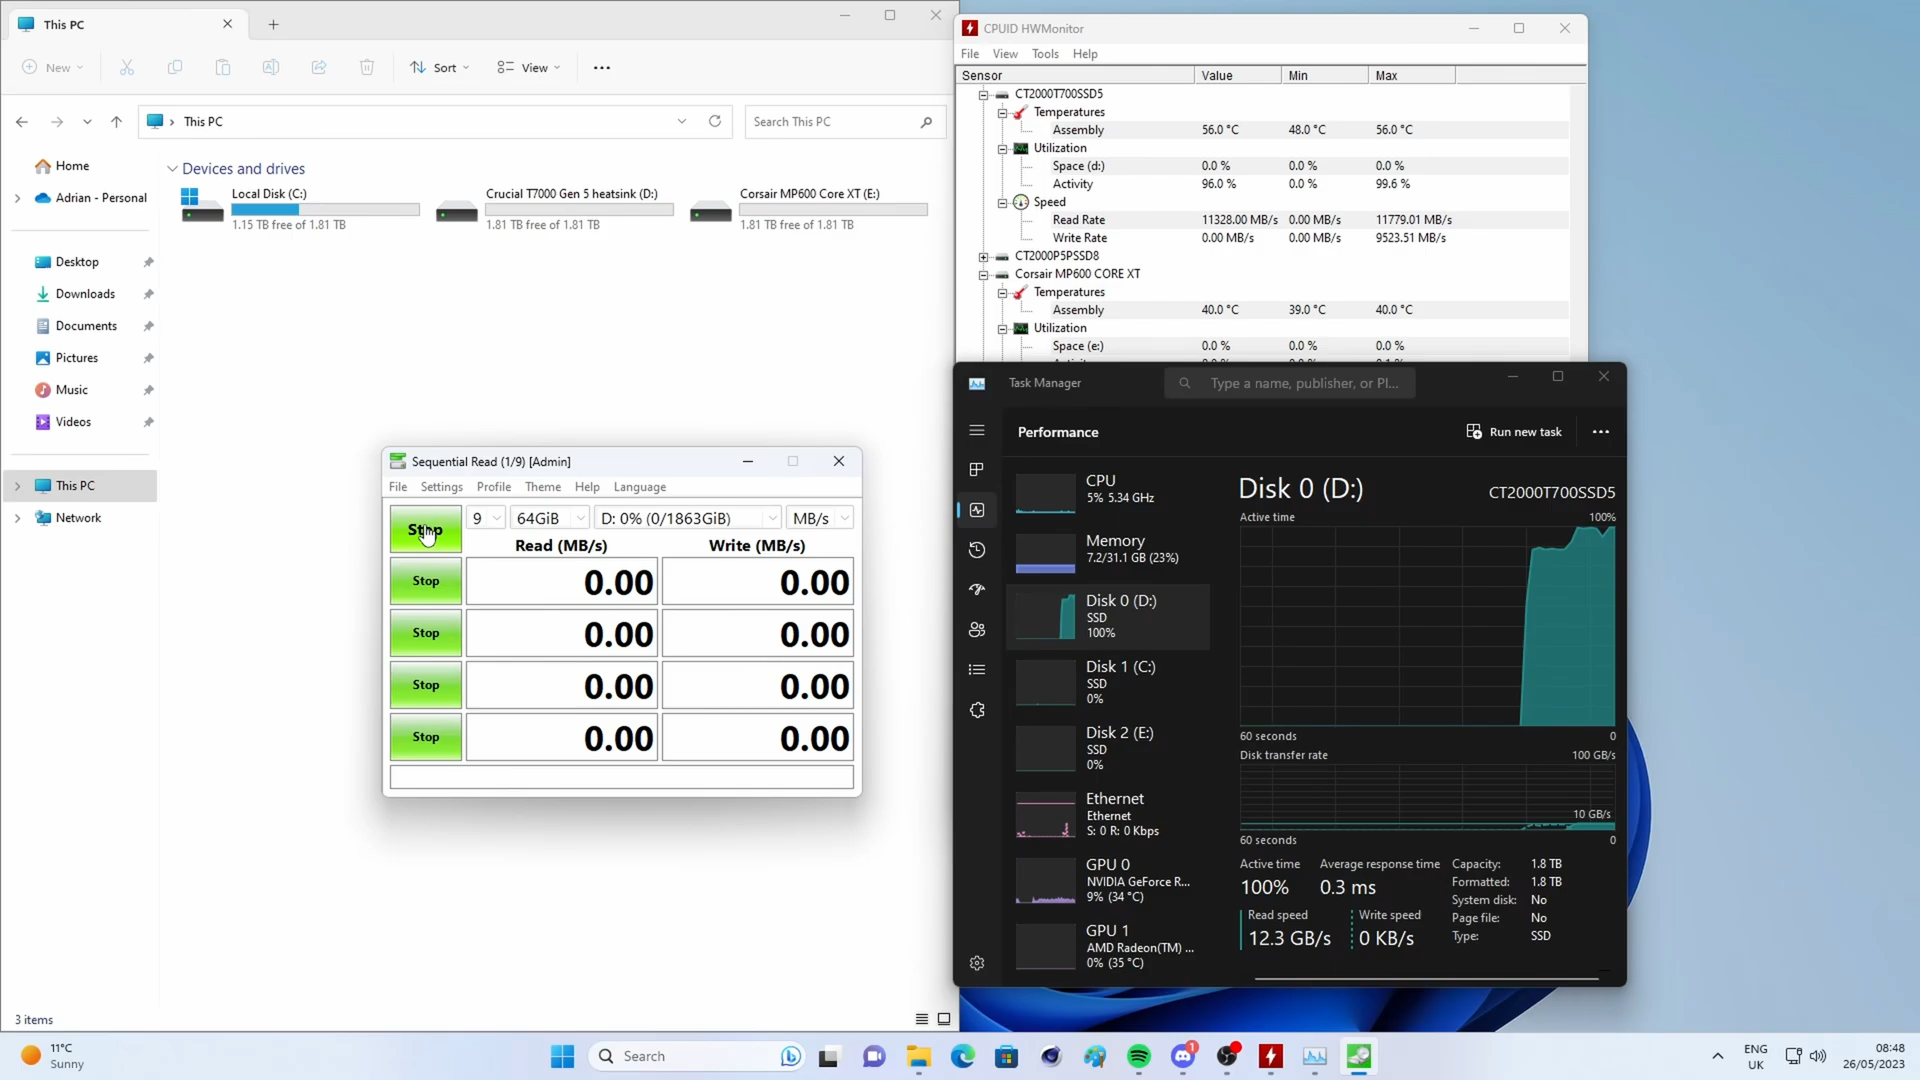 This PC
New
Sort
View
This PC
Search This PC
Home
Adrian - Personal
Desktop
Downloads
Documents
Pictures
Music
Videos
This PC
Network
Devices and drives
Local Disk (C:)
1.15 TB free of 1.81 TB
Crucial T7000 Gen 5 heatsink (D:)
1.81 TB free of 1.81 TB
Corsair MP600 Core XT (E:)
1.81 TB free of 1.81 TB
3 items
Sequential Read (1/9) [Admin]
File Settings Profile Theme Help Language
Stop
9 64GiB D: 0% (0/1863GiB) MB/s
Read (MB/s) Write (MB/s)
Stop 0.00 0.00
Stop 0.00 0.00
Stop 0.00 0.00
Stop 0.00 0.00
CPUID HWMonitor
File View Tools Help
Sensor Value Min Max
CT2000T700SSD5
Temperatures
Assembly 56.0 °C 48.0 °C 56.0 °C
Utilization
Space (d:) 0.0 % 0.0 % 0.0 %
Activity 96.0 % 0.0 % 99.6 %
Speed
Read Rate 11328.00 MB/s 0.00 MB/s 11779.01 MB/s
Write Rate 0.00 MB/s 0.00 MB/s 9523.51 MB/s
CT2000P5PSSD8
Corsair MP600 CORE XT
Temperatures
Assembly 40.0 °C 39.0 °C 40.0 °C
Utilization
Space (e:) 0.0 % 0.0 % 0.0 %
Task Manager
Type a name, publisher, or PI...
Performance
Run new task
CPU
5% 5.34 GHz
Memory
7.2/31.1 GB (23%)
Disk 0 (D:)
SSD
100%
Disk 1 (C:)
SSD
0%
Disk 2 (E:)
SSD
0%
Ethernet
Ethernet
S: 0 R: 0 Kbps
GPU 0
NVIDIA GeForce R...
9% (34 °C)
GPU 1
AMD Radeon(TM) ...
0% (35 °C)
Disk 0 (D:)
CT2000T700SSD5
Active time 100%
60 seconds 0
Disk transfer rate 100 GB/s
10 GB/s
60 seconds 0
Active time
100%
Average response time
0.3 ms
Read speed
12.3 GB/s
Write speed
0 KB/s
Capacity: 1.8 TB
Formatted: 1.8 TB
System disk: No
Page file: No
Type: SSD
11°C
Sunny
Search
1
ENG
UK
08:48
26/05/2023